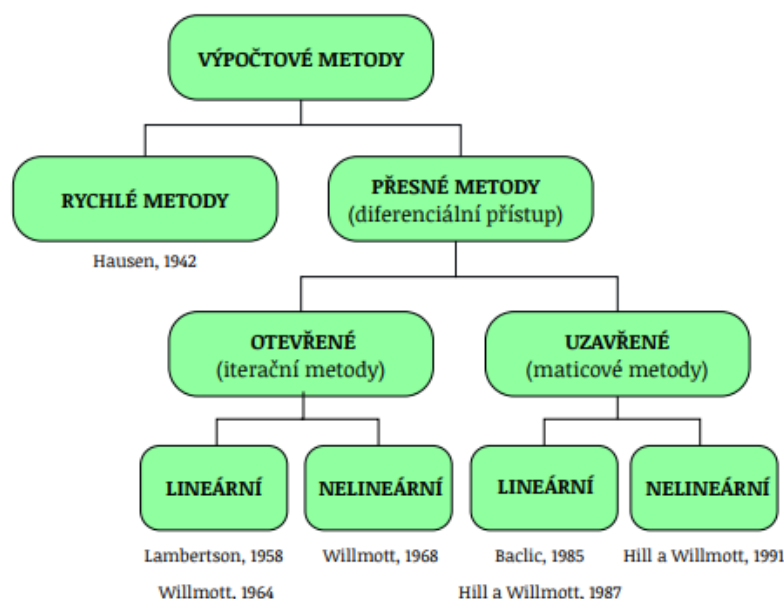 VÝPOČTOVÉ METODY
RYCHLÉ METODY
Hausen, 1942
PŘESNÉ METODY
(diferenciální přístup)
OTEVŘENÉ
(iterační metody)
UZAVŘENÉ
(maticové metody)
LINEÁRNÍ
Lambertson, 1958
Willmott, 1964
NELINEÁRNÍ
Willmott, 1968
LINEÁRNÍ
Baclic, 1985
Hill a Willmott, 1987
NELINEÁRNÍ
Hill a Willmott, 1991